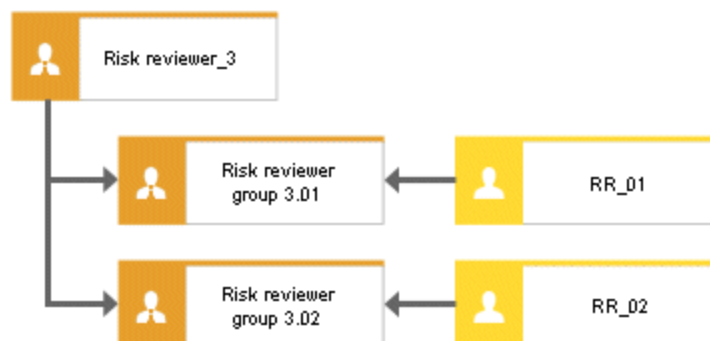 Risk reviewer_3
Risk reviewer
group 3.01
RR_01
Risk reviewer
group 3.02
RR_02